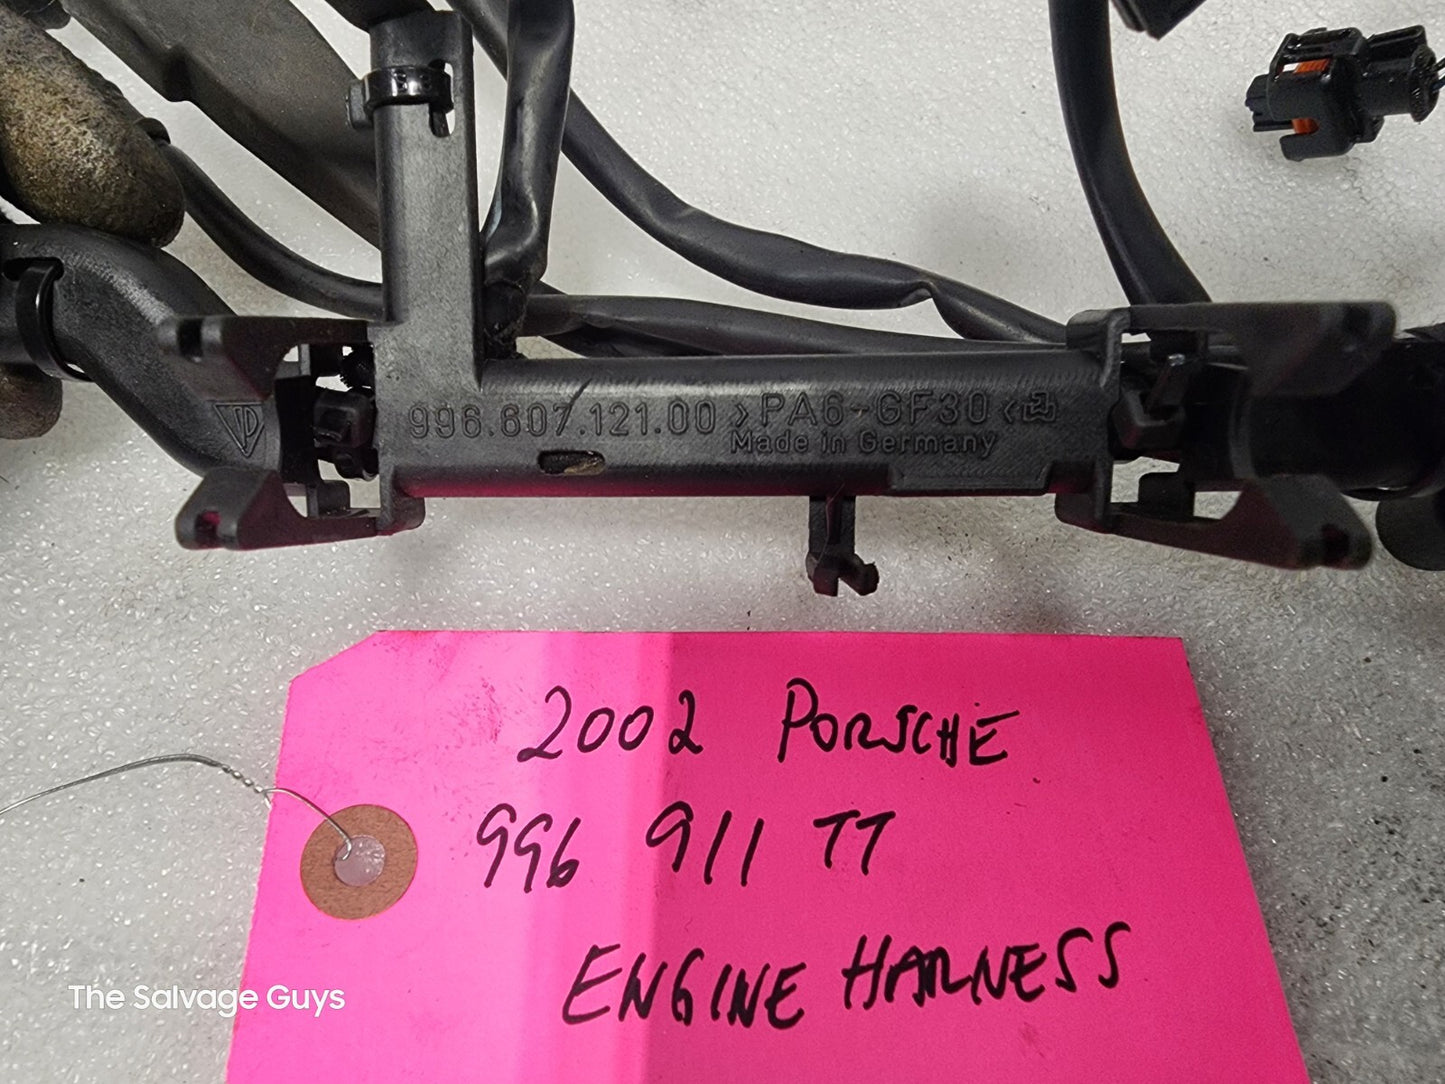 996.607.121.00 >PA6-GF30<
Made in Germany
2002 PORSCHE
996 911 TT
ENGINE HARNESS
The Salvage Guys